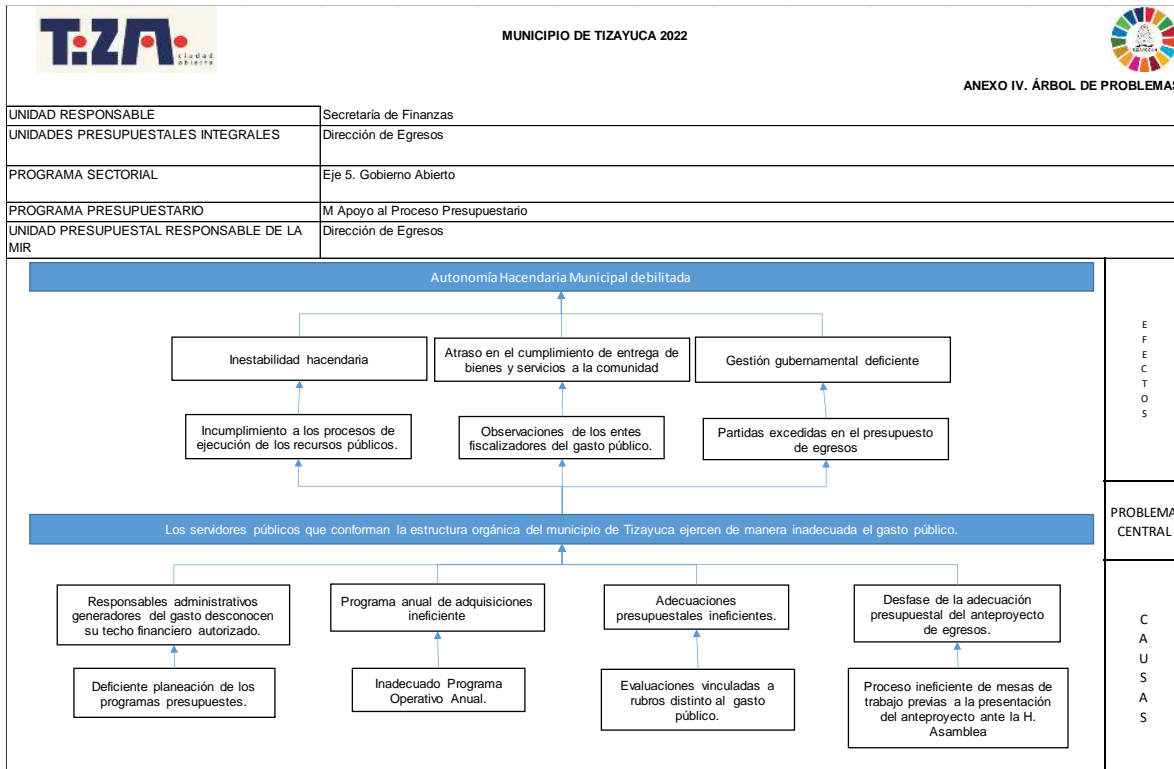 TIZA
ciudad
abierta
MUNICIPIO DE TIZAYUCA 2022
ANEXO IV. ÁRBOL DE PROBLEMAS
UNIDAD RESPONSABLE
Secretaría de Finanzas
UNIDADES PRESUPUESTALES INTEGRALES
Dirección de Egresos
PROGRAMA SECTORIAL
Eje 5. Gobierno Abierto
PROGRAMA PRESUPUESTARIO
M Apoyo al Proceso Presupuestario
UNIDAD PRESUPUESTAL RESPONSABLE DE LA
MIR
Dirección de Egresos
Autonomía Hacendaria Municipal debilitada
Inestabilidad hacendaria
Atraso en el cumplimiento de entrega de
bienes y servicios a la comunidad
Gestión gubernamental deficiente
Incumplimiento a los procesos de
ejecución de los recursos públicos.
Observaciones de los entes
fiscalizadores del gasto público.
Partidas excedidas en el presupuesto
de egresos
EFECTOS
Los servidores públicos que conforman la estructura orgánica del municipio de Tizayuca ejercen de manera inadecuada el gasto público.
PROBLEMA
CENTRAL
Responsables administrativos
generadores del gasto desconocen
su techo financiero autorizado.
Programa anual de adquisiciones
ineficiente
Adecuaciones
presupuestales ineficientes.
Desfase de la adecuación
presupuestal del anteproyecto
de egresos.
Deficiente planeación de los
programas presupuestes.
Inadecuado Programa
Operativo Anual.
Evaluaciones vinculadas a
rubros distinto al gasto
público.
Proceso ineficiente de mesas de
trabajo previas a la presentación
del anteproyecto ante la H.
Asamblea
CAUSAS